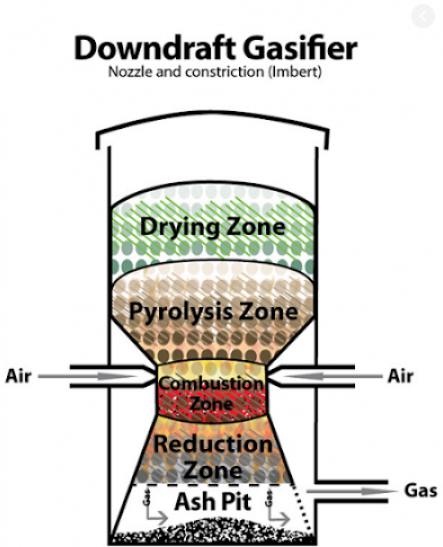 Downdraft Gasifier
Nozzle and constriction (Imbert)
Drying Zone
Pyrolysis Zone
Air
Air
Combustion
Zone
Reduction
Zone
Gas
Gas
Ash Pit
Gas